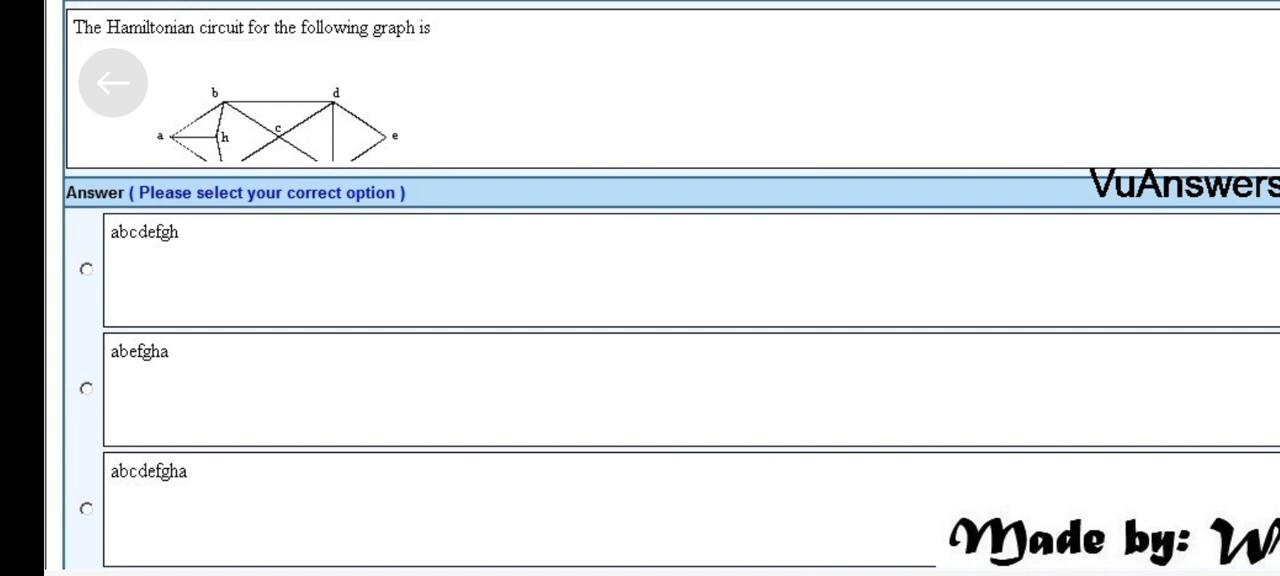 The Hamiltonian circuit for the following graph is
b
d
a
h
c
e
Answer ( Please select your correct option )
VuAnswers
abcdefgh
abefgha
abcdefgha
Made by: